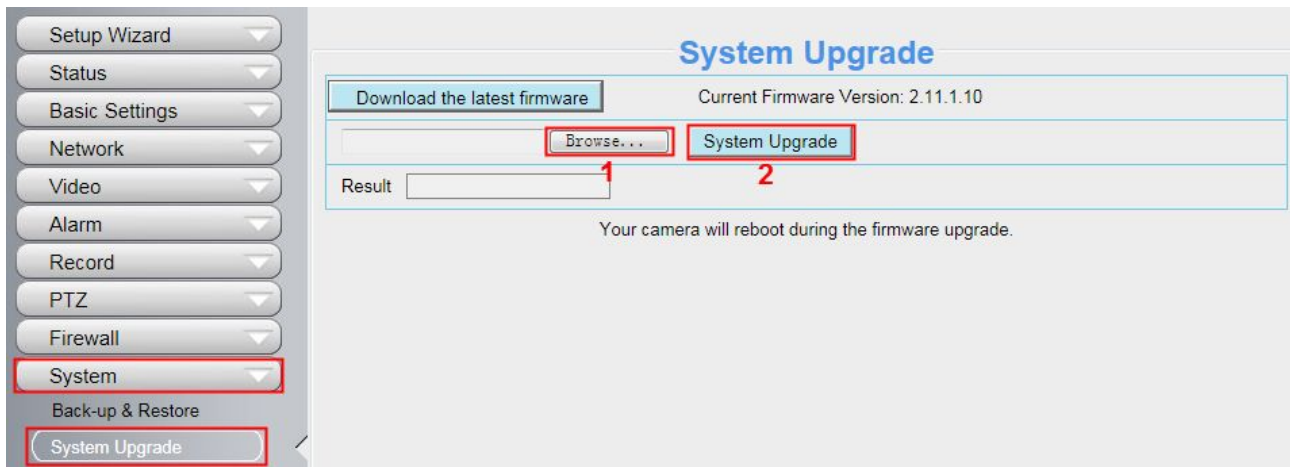 Setup Wizard
Status
Basic Settings
Network
Video
Alarm
Record
PTZ
Firewall
System
Back-up & Restore
System Upgrade
System Upgrade
Download the latest firmware
Current Firmware Version: 2.11.1.10
Browse...
System Upgrade
1
2
Result
Your camera will reboot during the firmware upgrade.